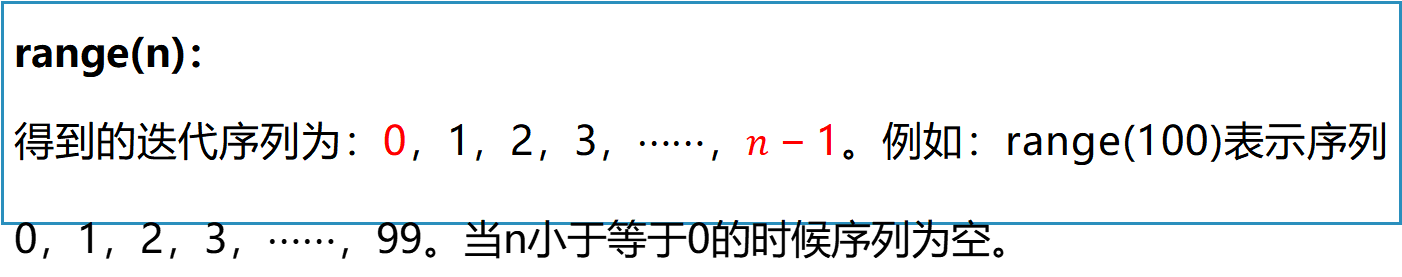 range(n)：
得到的迭代序列为：0，1，2，3，……，n − 1。例如：range(100)表示序列
0，1，2，3，……，99。当n小于等于0的时候序列为空。